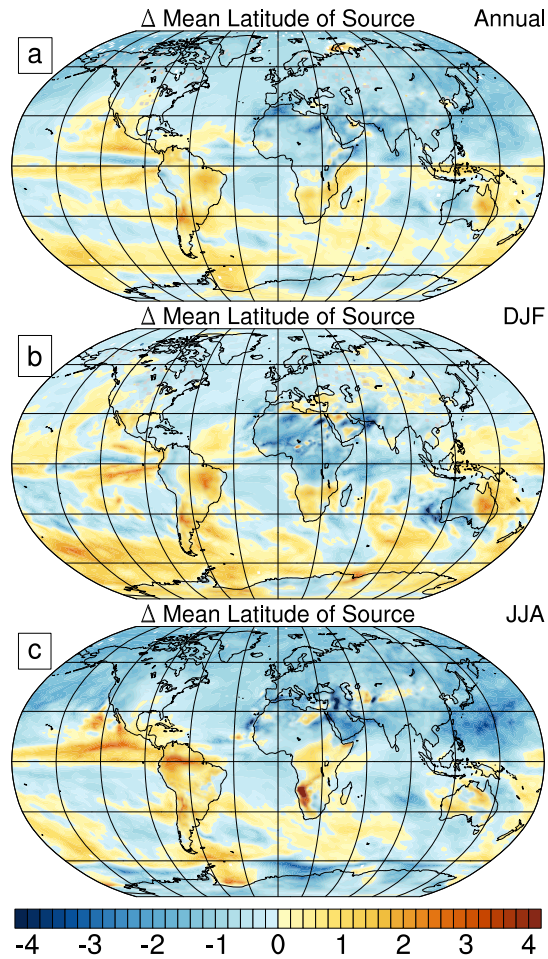 Δ Mean Latitude of Source Annual
a
Δ Mean Latitude of Source DJF
b
Δ Mean Latitude of Source JJA
c
-4 -3 -2 -1 0 1 2 3 4